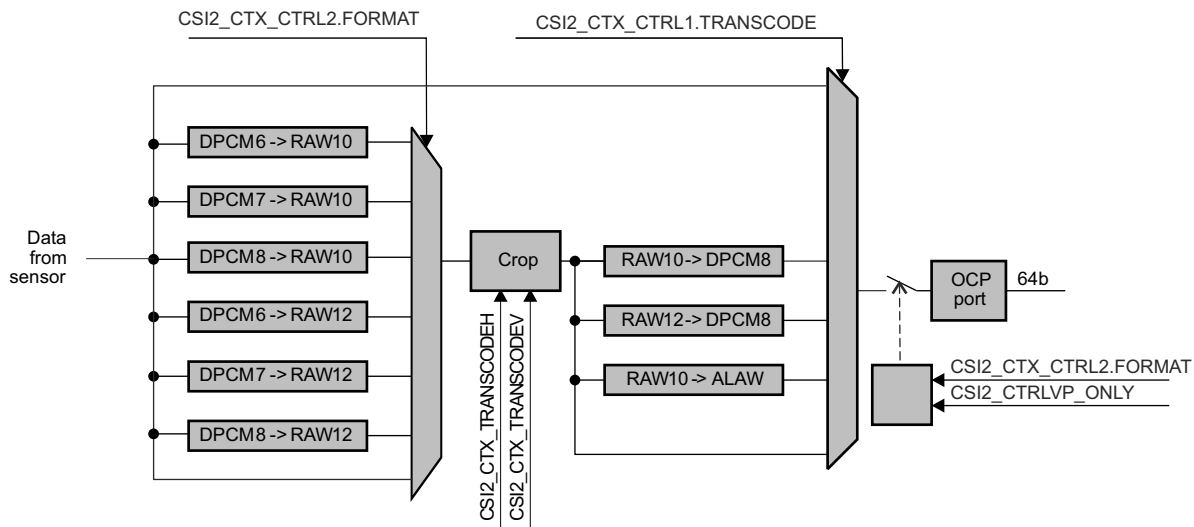 CSI2_CTX_CTRL2.FORMAT
CSI2_CTX_CTRL1.TRANSCODE
DPCM6 -> RAW10
DPCM7 -> RAW10
Data
from
sensor
DPCM8 -> RAW10
DPCM6 -> RAW12
DPCM7 -> RAW12
DPCM8 -> RAW12
Crop
CSI2_CTX_TRANSCODEH
CSI2_CTX_TRANSCODEV
RAW10-> DPCM8
RAW12-> DPCM8
RAW10-> ALAW
OCP
port
64b
CSI2_CTX_CTRL2.FORMAT
CSI2_CTRLVP_ONLY